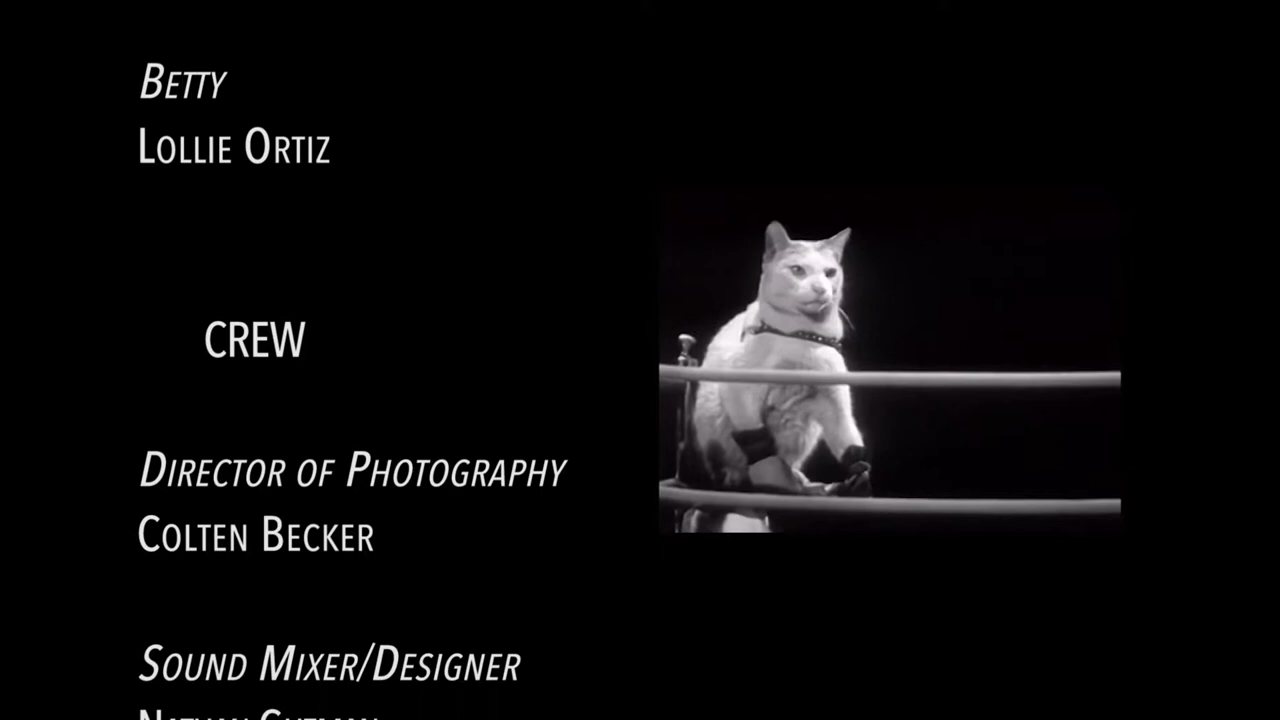 Betty
Lollie Ortiz
CREW
Director of Photography
Colten Becker
Sound Mixer/Designer